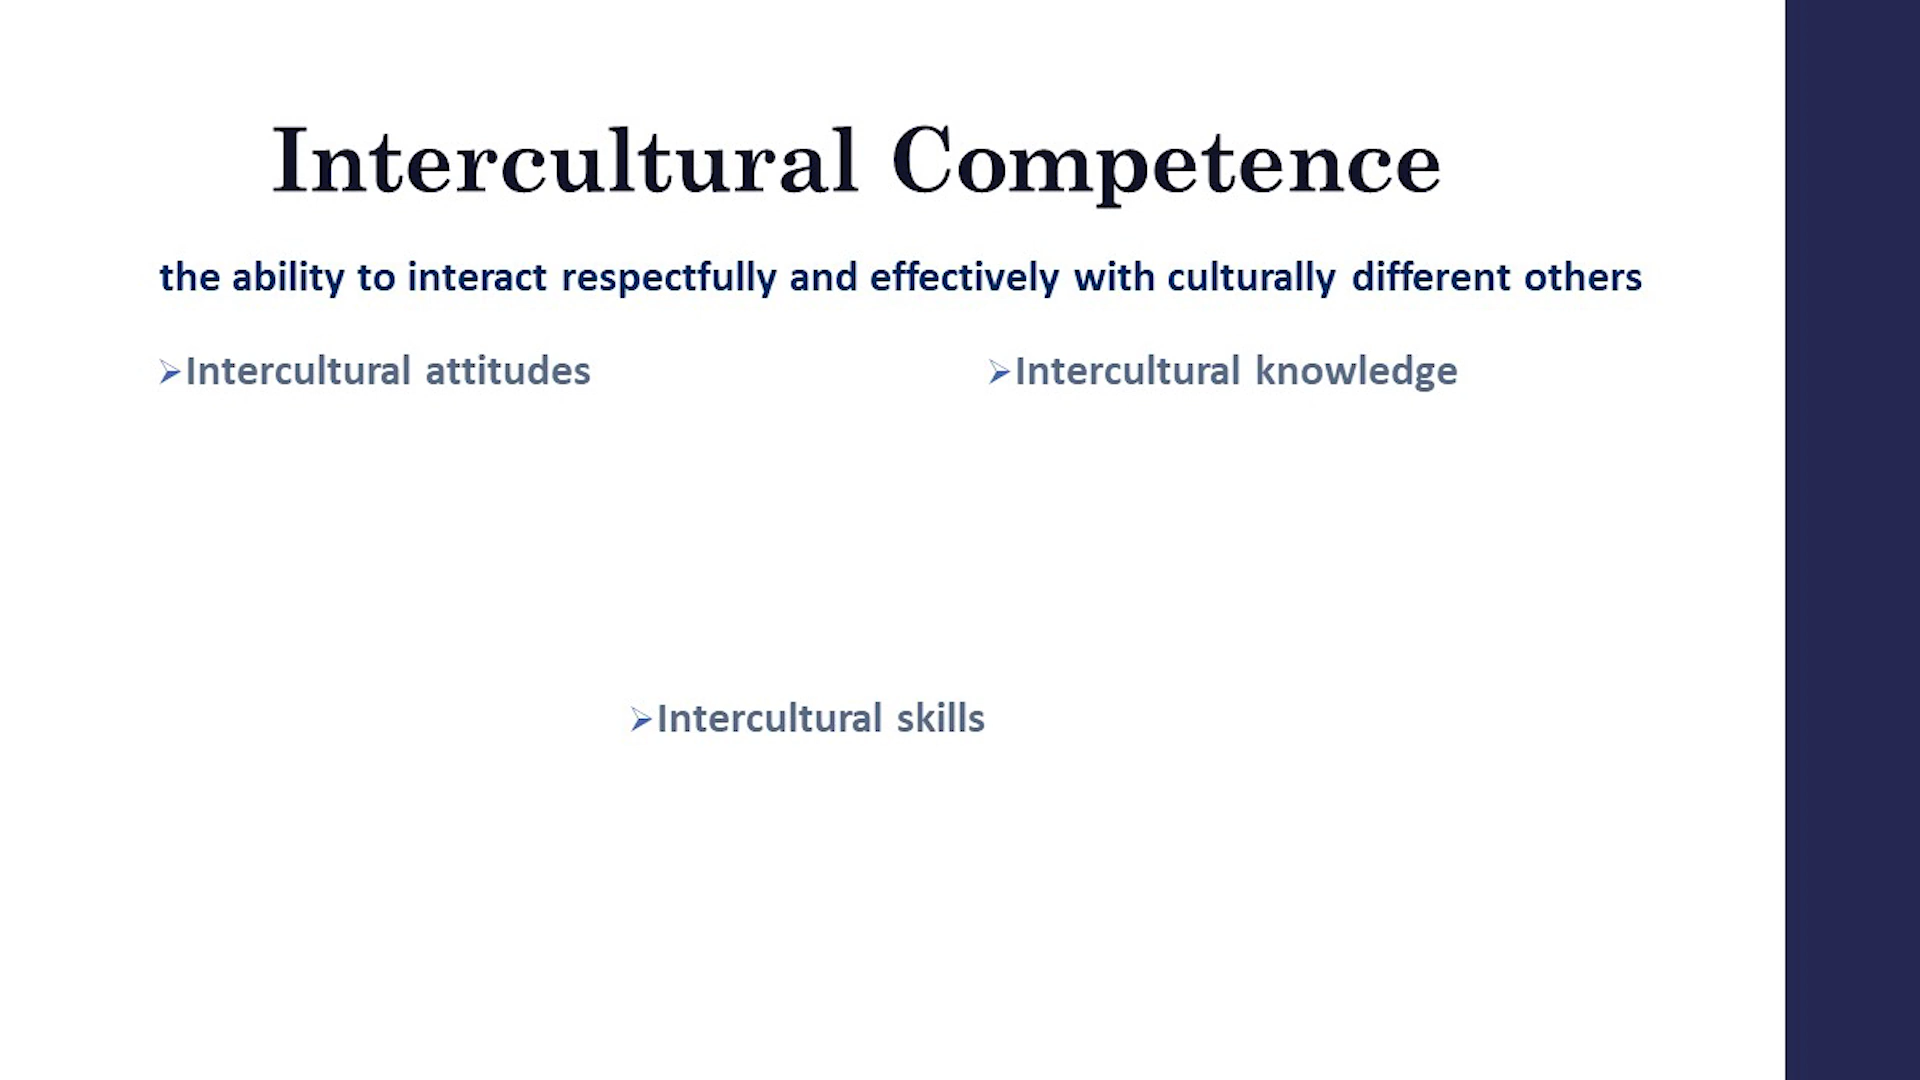 Intercultural Competence
the ability to interact respectfully and effectively with culturally different others
➢Intercultural attitudes
➢Intercultural knowledge
➢Intercultural skills